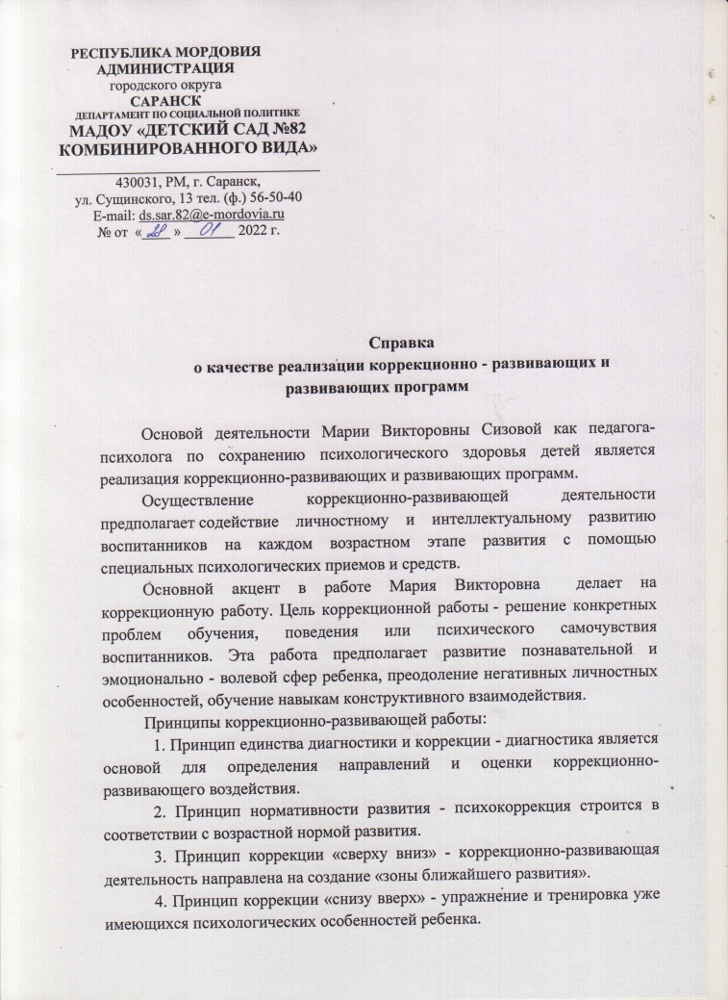 РЕСПУБЛИКА МОРДОВИЯ
АДМИНИСТРАЦИЯ
городского округа
САРАНСК
ДЕПАРТАМЕНТ ПО СОЦИАЛЬНОЙ ПОЛИТИКЕ
МАДОУ «ДЕТСКИЙ САД №82
КОМБИНИРОВАННОГО ВИДА»
430031, РМ, г. Саранск,
ул. Сущинского, 13 тел. (ф.) 56-50-40
E-mail: ds.sar.82@e-mordovia.ru
№ от «28» 01 2022 г.
Справка
о качестве реализации коррекционно - развивающих и
развивающих программ
Основой деятельности Марии Викторовны Сизовой как педагога-
психолога по сохранению психологического здоровья детей является
реализация коррекционно-развивающих и развивающих программ.
Осуществление коррекционно-развивающей деятельности
предполагает содействие личностному и интеллектуальному развитию
воспитанников на каждом возрастном этапе развития с помощью
специальных психологических приемов и средств.
Основной акцент в работе Мария Викторовна делает на
коррекционную работу. Цель коррекционной работы - решение конкретных
проблем обучения, поведения или психического самочувствия
воспитанников. Эта работа предполагает развитие познавательной и
эмоционально - волевой сфер ребенка, преодоление негативных личностных
особенностей, обучение навыкам конструктивного взаимодействия.
Принципы коррекционно-развивающей работы:
1. Принцип единства диагностики и коррекции - диагностика является
основой для определения направлений и оценки коррекционно-
развивающего воздействия.
2. Принцип нормативности развития - психокоррекция строится в
соответствии с возрастной нормой развития.
3. Принцип коррекции «сверху вниз» - коррекционно-развивающая
деятельность направлена на создание «зоны ближайшего развития».
4. Принцип коррекции «снизу вверх» - упражнение и тренировка уже
имеющихся психологических особенностей ребенка.